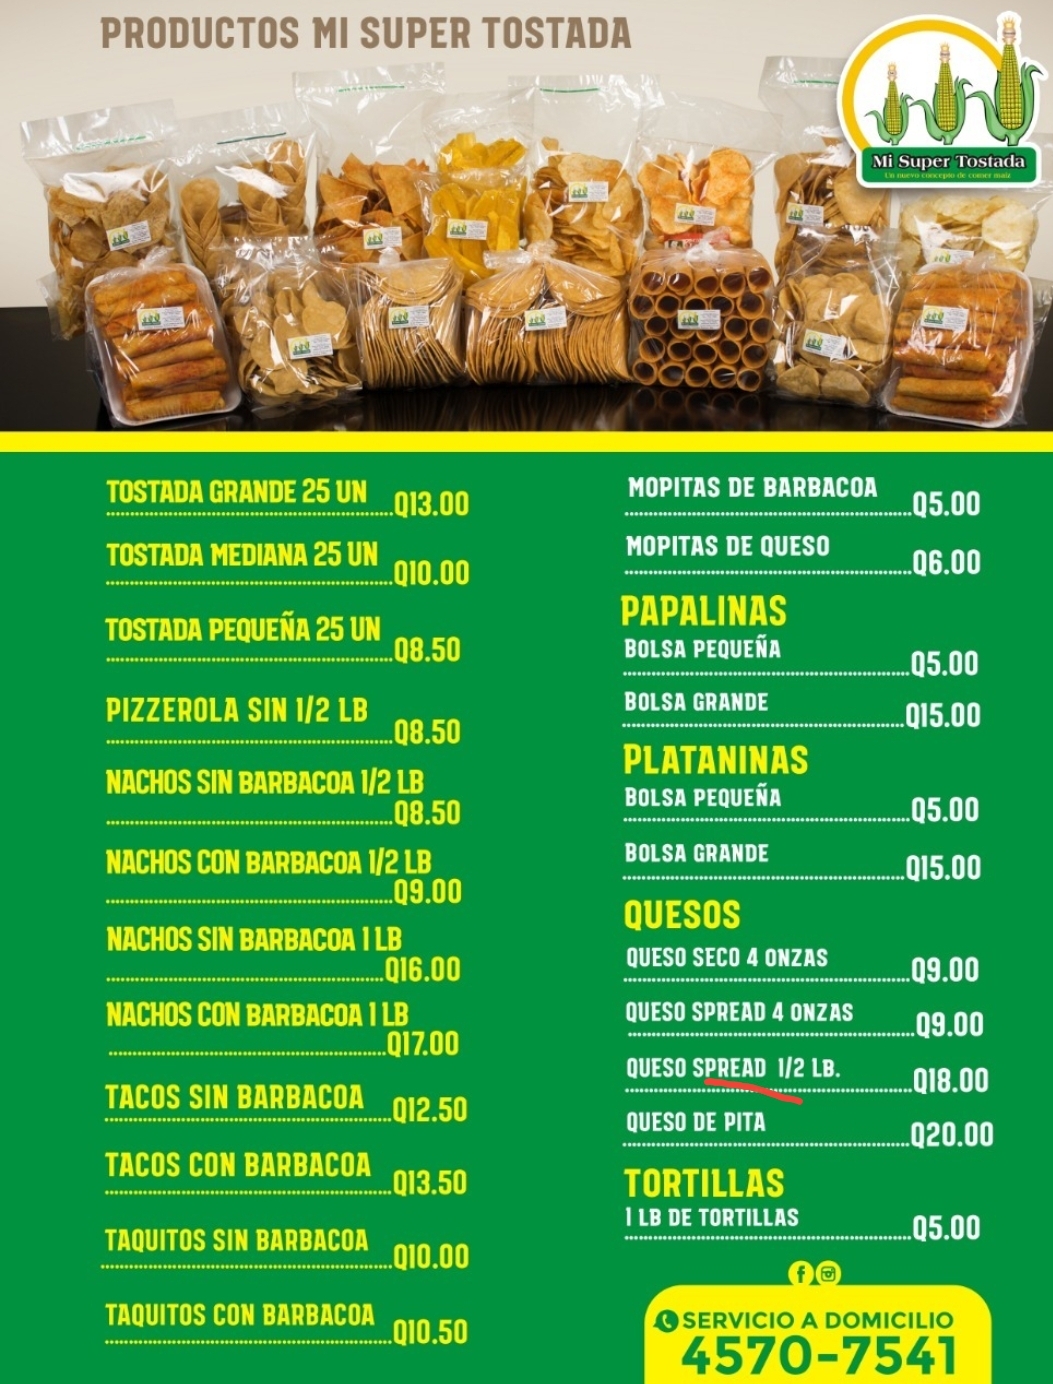 PRODUCTOS MI SUPER TOSTADA
Mi Super Tostada
Un nuevo concepto de comer maiz
TOSTADA GRANDE 25 UN
Q13.00
TOSTADA MEDIANA 25 UN
Q10.00
TOSTADA PEQUEÑA 25 UN
Q8.50
PIZZEROLA SIN 1/2 LB
Q8.50
NACHOS SIN BARBACOA 1/2 LB
Q8.50
NACHOS CON BARBACOA 1/2 LB
Q9.00
NACHOS SIN BARBACOA 1 LB
Q16.00
NACHOS CON BARBACOA 1 LB
Q17.00
TACOS SIN BARBACOA
Q12.50
TACOS CON BARBACOA
Q13.50
TAQUITOS SIN BARBACOA
Q10.00
TAQUITOS CON BARBACOA
Q10.50
MOPITAS DE BARBACOA
Q5.00
MOPITAS DE QUESO
Q6.00
PAPALINAS
BOLSA PEQUEÑA
Q5.00
BOLSA GRANDE
Q15.00
PLATANINAS
BOLSA PEQUEÑA
Q5.00
BOLSA GRANDE
Q15.00
QUESOS
QUESO SECO 4 ONZAS
Q9.00
QUESO SPREAD 4 ONZAS
Q9.00
QUESO SPREAD 1/2 LB.
Q18.00
QUESO DE PITA
Q20.00
TORTILLAS
1 LB DE TORTILLAS
Q5.00
SERVICIO A DOMICILIO
4570-7541